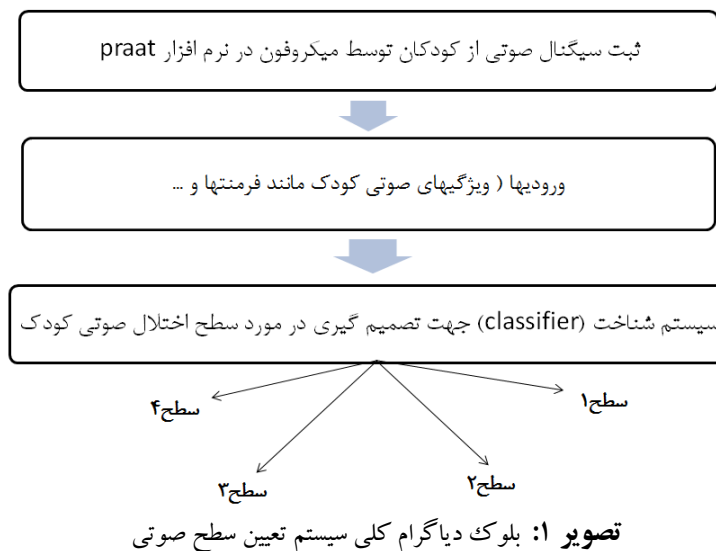 ثبت سیگنال صوتی از کودکان توسط میکروفون در نرم افزار praat
ورودیها ( ویژگیهای صوتی کودک مانند فرمنتها و ...
سیستم شناخت (classifier) جهت تصمیم گیری در مورد سطح اختلال صوتی کودک
سطح۱
سطح۲
سطح۳
سطح۴
تصویر ۱: بلوک دیاگرام کلی سیستم تعیین سطح صوتی